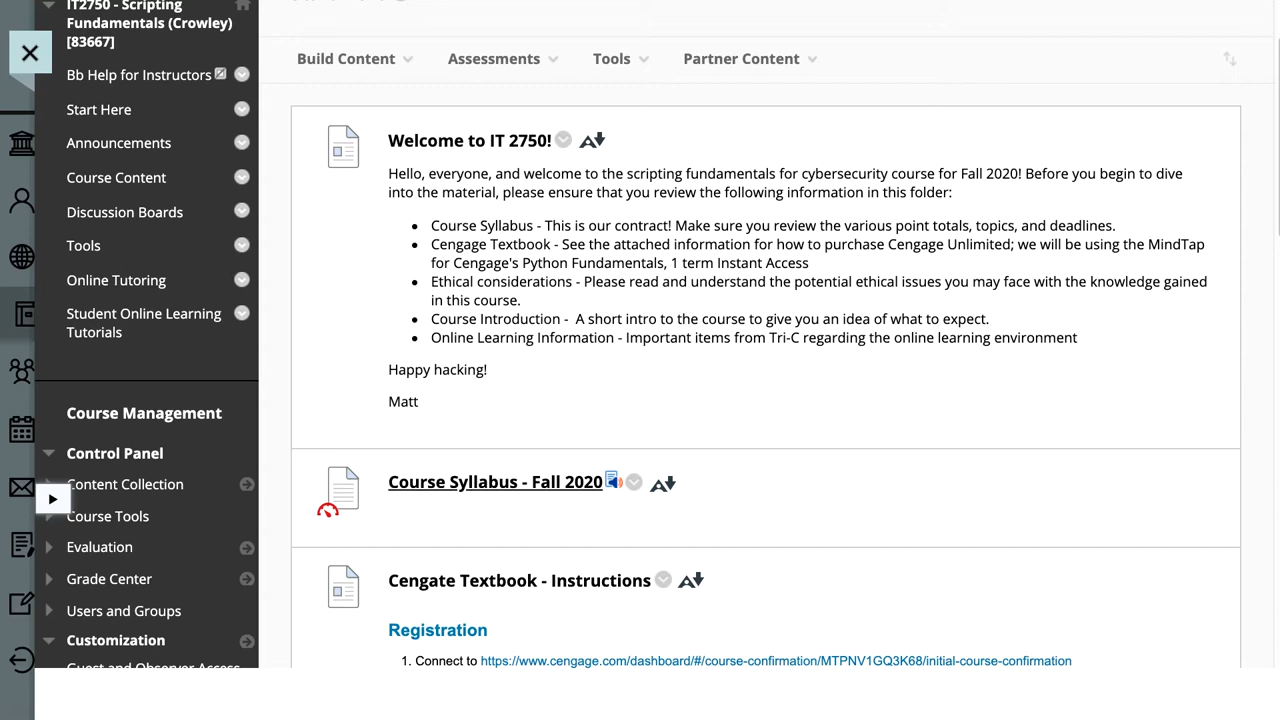 IT2750 - Scripting
Fundamentals (Crowley)
[83667]
Bb Help for Instructors
Start Here
Announcements
Course Content
Discussion Boards
Tools
Online Tutoring
Student Online Learning
Tutorials
Course Management
Control Panel
Content Collection
Course Tools
Evaluation
Grade Center
Users and Groups
Customization
Guest and Observer Access
Build Content
Assessments
Tools
Partner Content
Welcome to IT 2750!
Hello, everyone, and welcome to the scripting fundamentals for cybersecurity course for Fall 2020! Before you begin to dive
into the material, please ensure that you review the following information in this folder:
• Course Syllabus - This is our contract! Make sure you review the various point totals, topics, and deadlines.
• Cengage Textbook - See the attached information for how to purchase Cengage Unlimited; we will be using the MindTap
for Cengage's Python Fundamentals, 1 term Instant Access
• Ethical considerations - Please read and understand the potential ethical issues you may face with the knowledge gained
in this course.
• Course Introduction - A short intro to the course to give you an idea of what to expect.
• Online Learning Information - Important items from Tri-C regarding the online learning environment
Happy hacking!
Matt
Course Syllabus - Fall 2020
Cengate Textbook - Instructions
Registration
1. Connect to https://www.cengage.com/dashboard/#/course-confirmation/MTPNV1GQ3K68/initial-course-confirmation